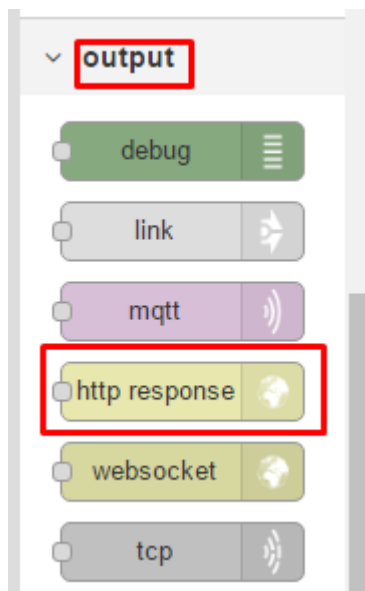 output
debug
link
mqtt
http response
websocket
tcp